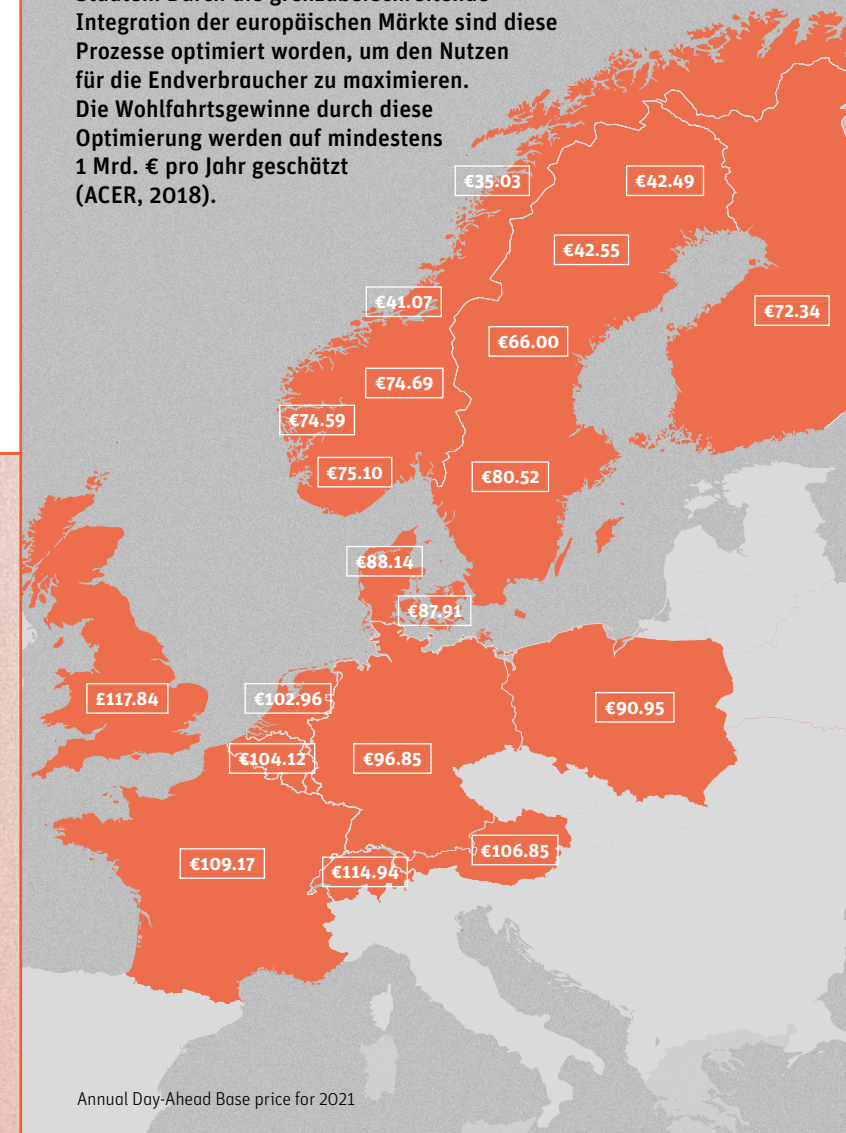 Integration der europäischen Märkte sind diese
Prozesse optimiert worden, um den Nutzen
für die Endverbraucher zu maximieren.
Die Wohlfahrtsgewinne durch diese
Optimierung werden auf mindestens
1 Mrd. € pro Jahr geschätzt
(ACER, 2018).
€35.03
€42.49
€42.55
€41.07
€72.34
€66.00
€74.69
€74.59
€75.10
€80.52
€88.14
€87.91
£117.84
€102.96
€90.95
€104.12
€96.85
€106.85
€109.17
€114.94
Annual Day-Ahead Base price for 2021